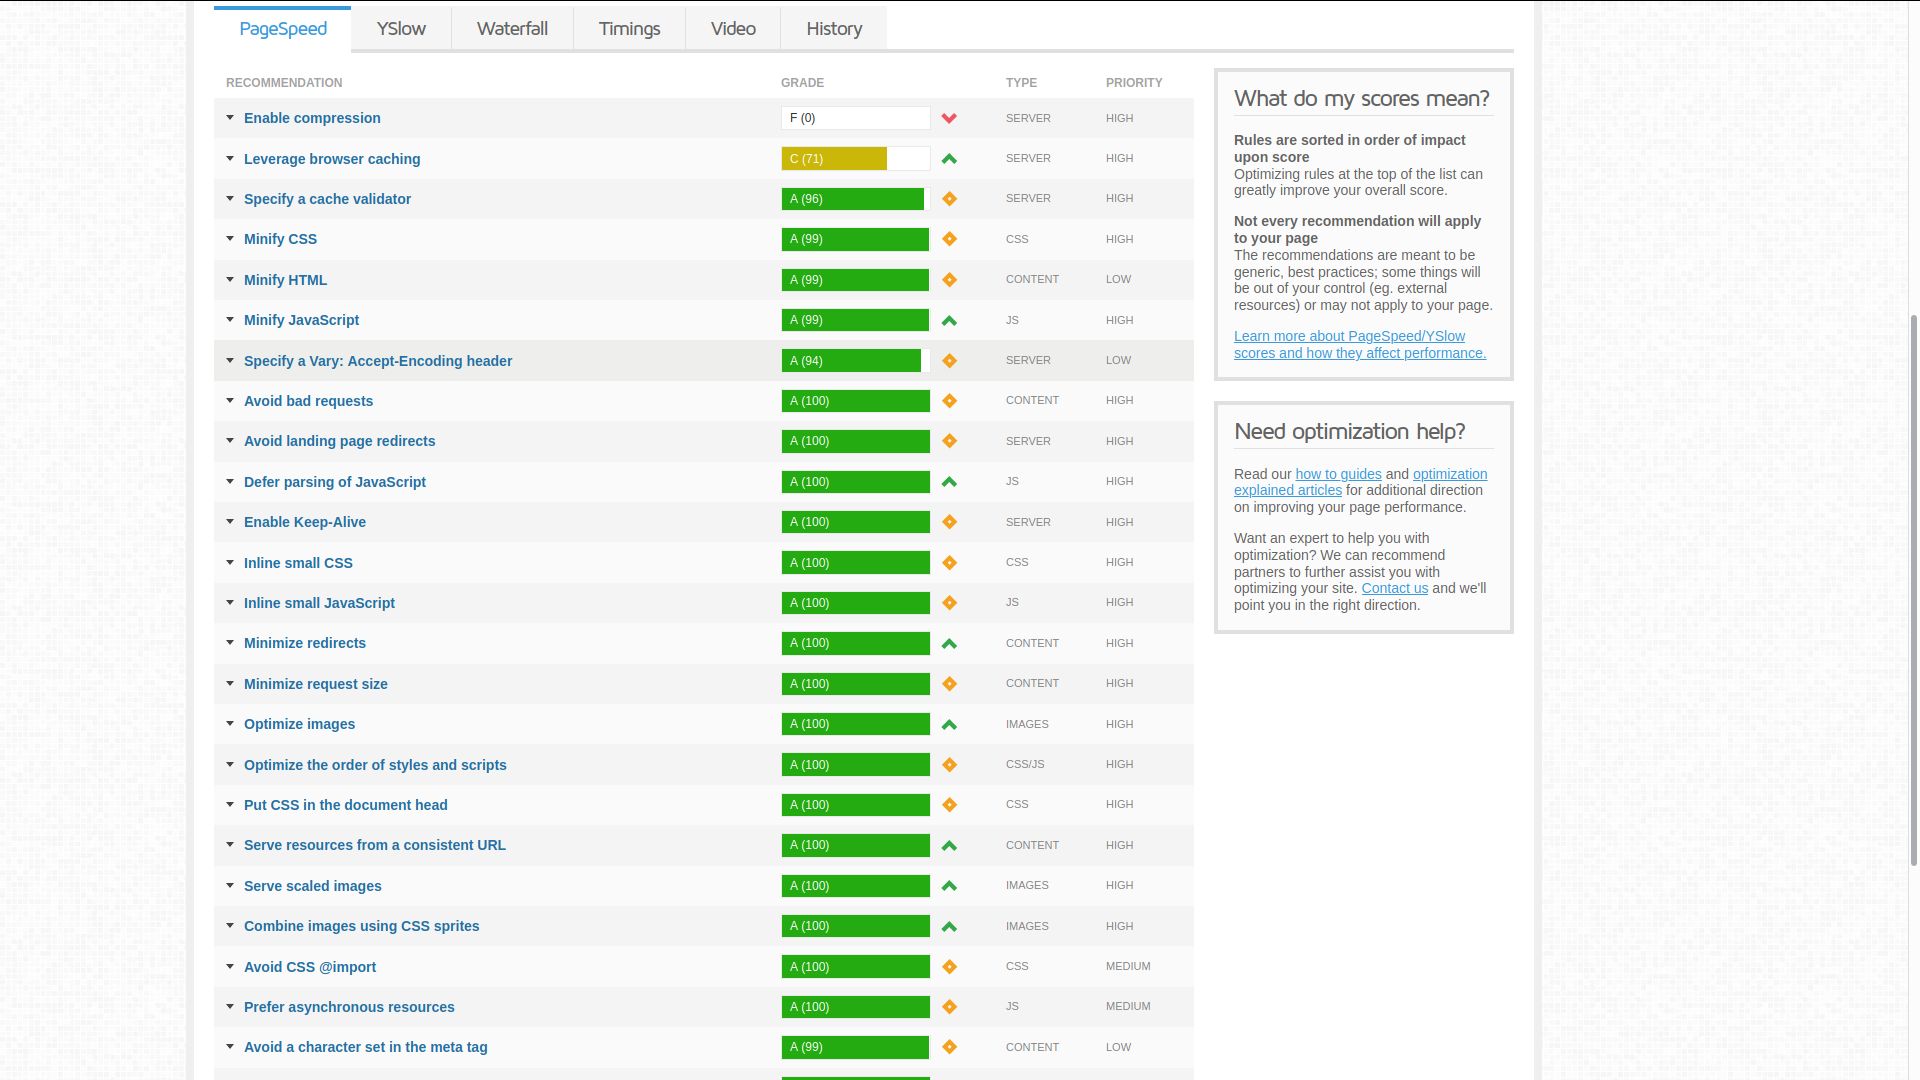 PageSpeed YSlow Waterfall Timings Video History
RECOMMENDATION GRADE TYPE PRIORITY
Enable compression F (0) SERVER HIGH
Leverage browser caching C (71) SERVER HIGH
Specify a cache validator A (96) SERVER HIGH
Minify CSS A (99) CSS HIGH
Minify HTML A (99) CONTENT LOW
Minify JavaScript A (99) JS HIGH
Specify a Vary: Accept-Encoding header A (94) SERVER LOW
Avoid bad requests A (100) CONTENT HIGH
Avoid landing page redirects A (100) SERVER HIGH
Defer parsing of JavaScript A (100) JS HIGH
Enable Keep-Alive A (100) SERVER HIGH
Inline small CSS A (100) CSS HIGH
Inline small JavaScript A (100) JS HIGH
Minimize redirects A (100) CONTENT HIGH
Minimize request size A (100) CONTENT HIGH
Optimize images A (100) IMAGES HIGH
Optimize the order of styles and scripts A (100) CSS/JS HIGH
Put CSS in the document head A (100) CSS HIGH
Serve resources from a consistent URL A (100) CONTENT HIGH
Serve scaled images A (100) IMAGES HIGH
Combine images using CSS sprites A (100) IMAGES HIGH
Avoid CSS @import A (100) CSS MEDIUM
Prefer asynchronous resources A (100) JS MEDIUM
Avoid a character set in the meta tag A (99) CONTENT LOW
What do my scores mean?
Rules are sorted in order of impact
upon score
Optimizing rules at the top of the list can
greatly improve your overall score.
Not every recommendation will apply
to your page
The recommendations are meant to be
generic, best practices; some things will
be out of your control (eg. external
resources) or may not apply to your page.
Learn more about PageSpeed/YSlow
scores and how they affect performance.
Need optimization help?
Read our how to guides and optimization
explained articles for additional direction
on improving your page performance.
Want an expert to help you with
optimization? We can recommend
partners to further assist you with
optimizing your site. Contact us and we'll
point you in the right direction.